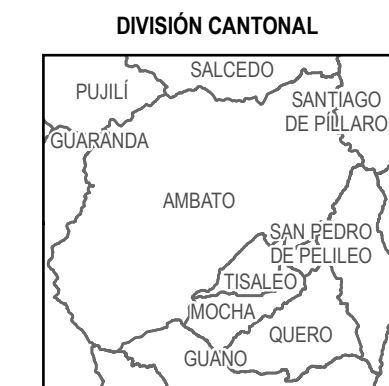 DIVISIÓN CANTONAL
SALCEDO
PUJILÍ
SANTIAGO
DE PÍLLARO
GUARANDA
AMBATO
SAN PEDRO
DE PELILEO
TISALEO
MOCHA
QUERO
GUANO